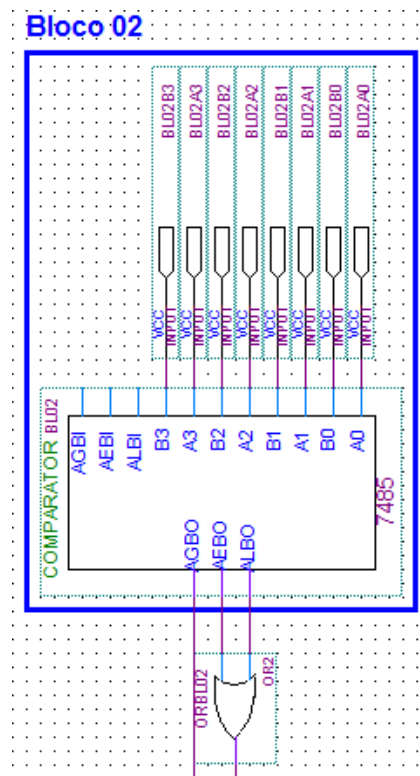 Bloco 02
BL02B3
BL02A3
BL02B2
BL02A2
BL02B1
BL02A1
BL02B0
BL02A0
VCC
INPUT
VCC
INPUT
VCC
INPUT
VCC
INPUT
VCC
INPUT
VCC
INPUT
VCC
INPUT
VCC
INPUT
COMPARATOR
BL02
AGBI
AEBI
ALBI
B3
A3
B2
A2
B1
A1
B0
A0
7485
AGBO
AEBO
ALBO
ORBL02
OR2